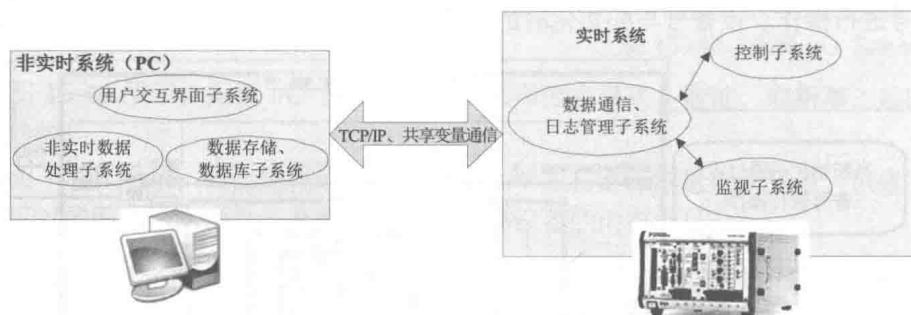 非实时系统（PC）
用户交互界面子系统
非实时数据
处理子系统
数据存储、
数据库子系统
TCP/IP、共享变量通信
实时系统
控制子系统
数据通信、
日志管理子系统
监视子系统